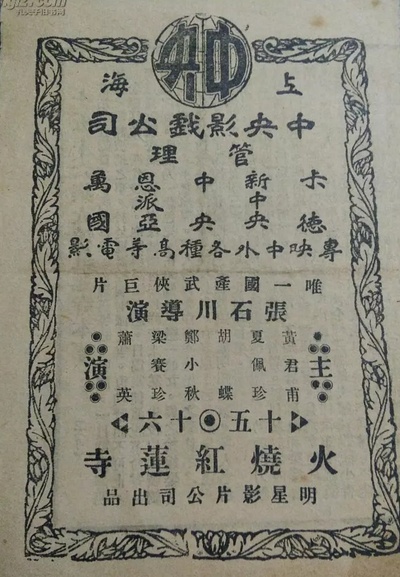 中央
上海
中央影戲公司
管理
卡德
新中央
中央
恩派亞
萬國
專映中外各種高等電影
唯一國產武俠巨片
張石川導演
主演
黃君甫
夏佩珍
胡蝶
鄭小秋
梁賽珍
蕭英
十五◎十六
火燒紅蓮寺
明星影片公司出品